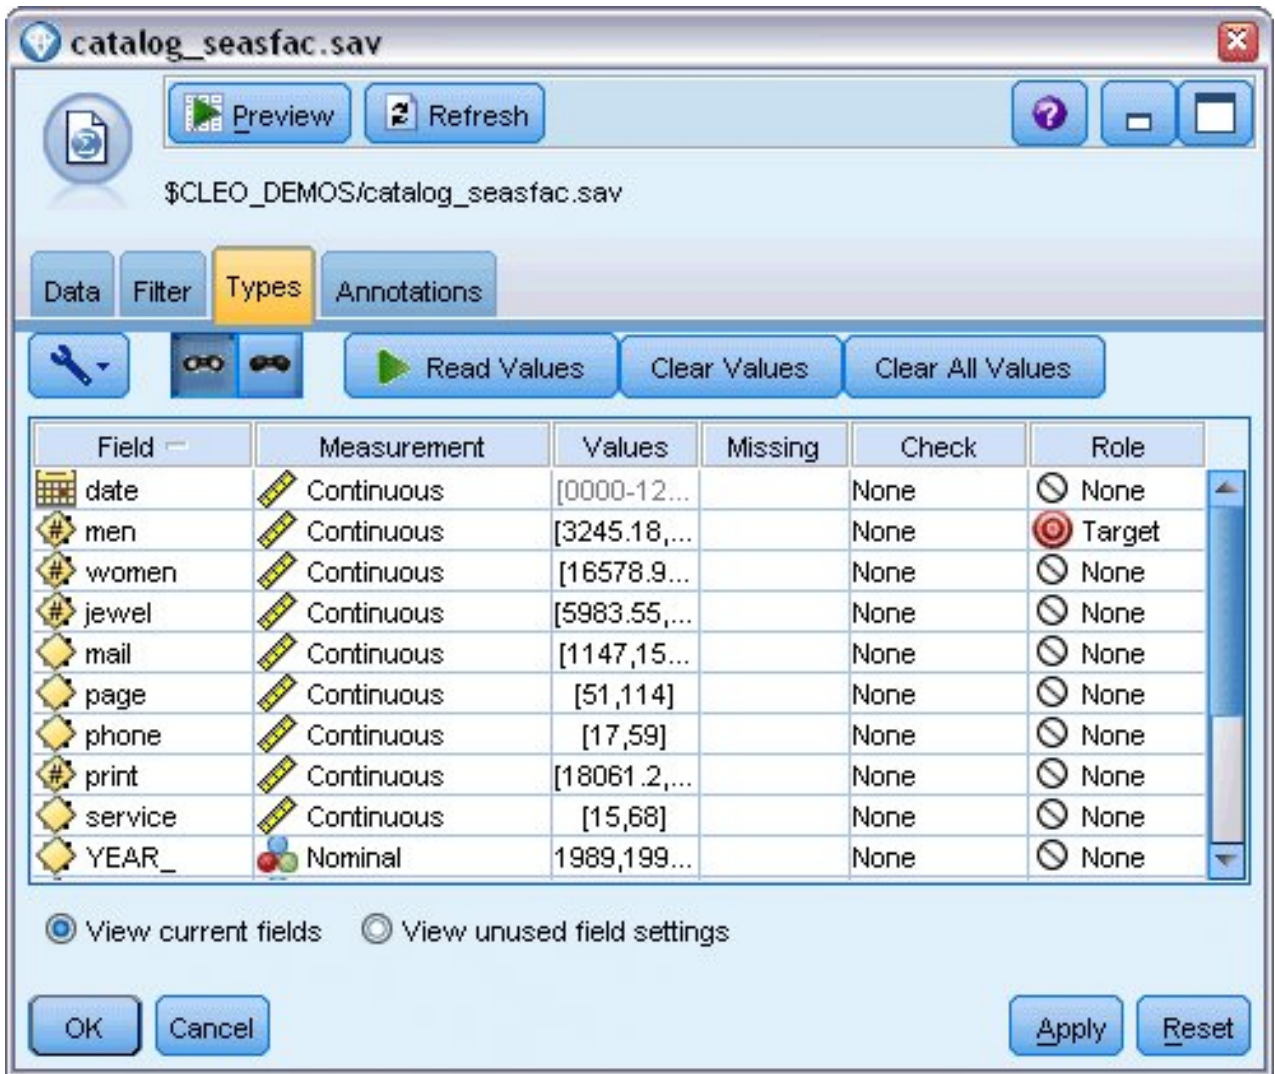 catalog_seasfac.sav
Preview Refresh
$CLEO_DEMOS/catalog_seasfac.sav
Data Filter Types Annotations
Read Values Clear Values Clear All Values
Field Measurement Values Missing Check Role
date Continuous [0000-12... None None
men Continuous [3245.18,... None Target
women Continuous [16578.9... None None
jewel Continuous [5983.55,... None None
mail Continuous [1147,15... None None
page Continuous [51,114] None None
phone Continuous [17,59] None None
print Continuous [18061.2,... None None
service Continuous [15,68] None None
YEAR_ Nominal 1989,199... None None
View current fields View unused field settings
OK Cancel Apply Reset